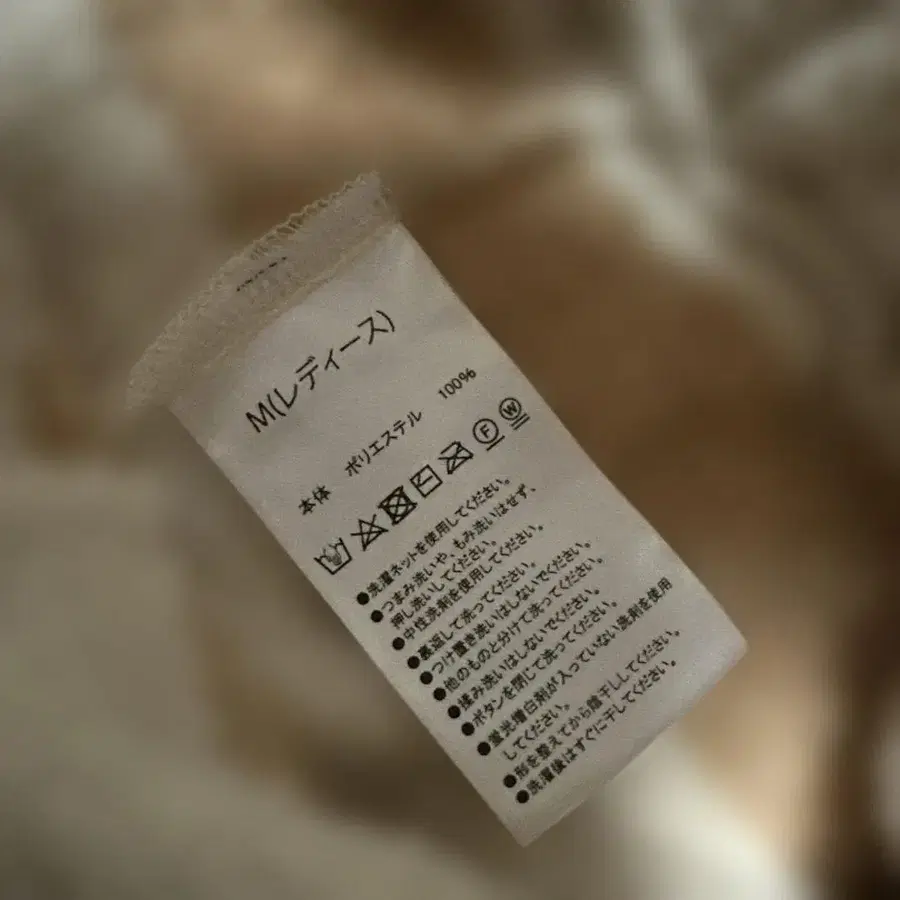 M(レディース)
本体 ポリエステル 100%
F W
●洗濯ネットを使用してください。
●つまみ洗いや、もみ洗いはせず、
押し洗いしてください。
●中性洗剤を使用してください。
●裏返して洗ってください。
●つけ置き洗いはしないでください。
●他のものと分けて洗ってください。
●揉み洗いはしないでください。
●ボタンを閉じて洗ってください。
●蛍光増白剤が入っていない洗剤を使用
してください。
●形を整えてから陰干ししてください。
●洗濯後はすぐに干してください。